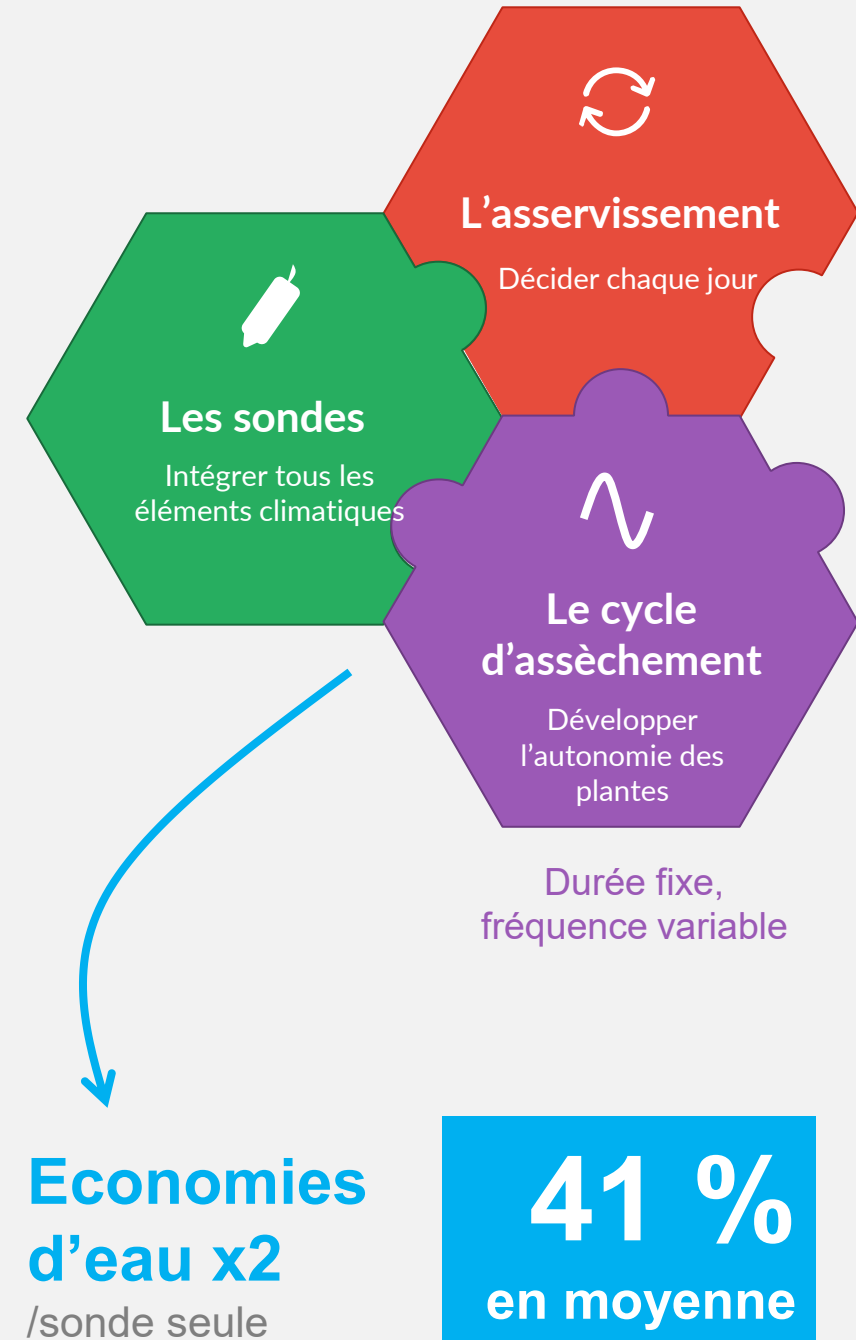 L’asservissement
Décider chaque jour
Les sondes
Intégrer tous les
éléments climatiques
Le cycle
d’assèchement
Développer
l’autonomie des
plantes
Durée fixe,
fréquence variable
Economies
d’eau x2
/sonde seule
41 %
en moyenne